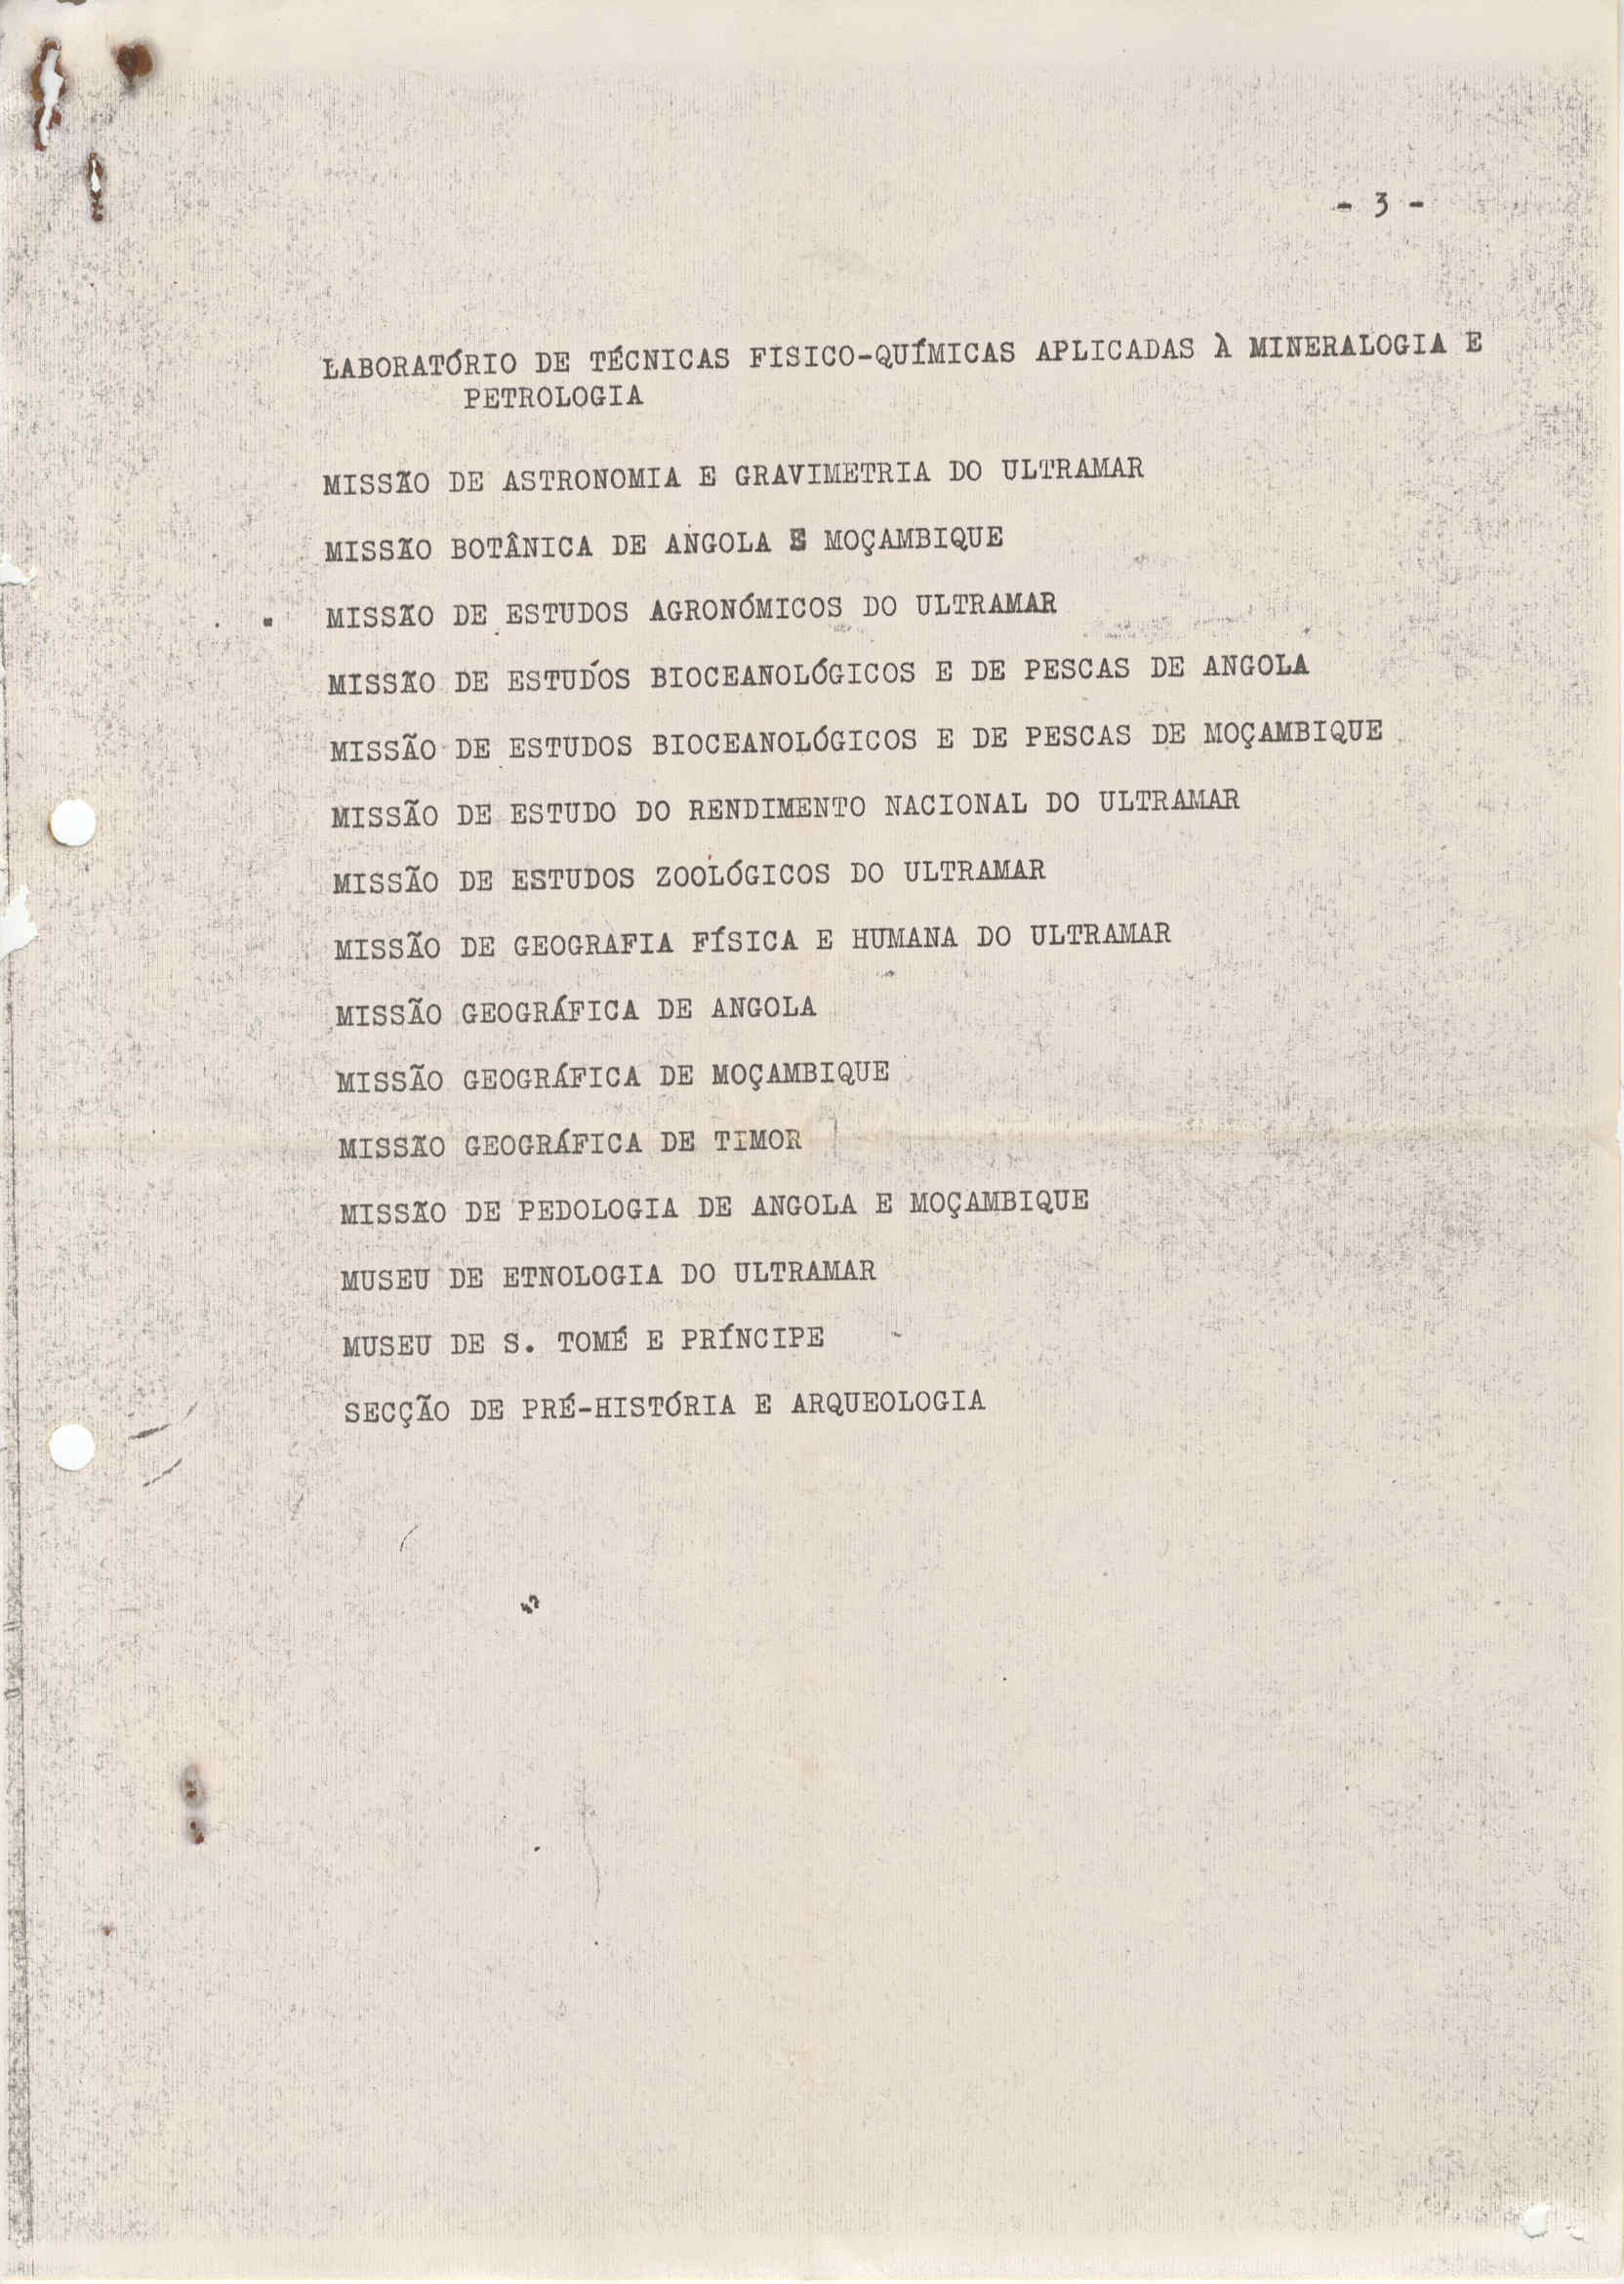 - 3 -
LABORATÓRIO DE TÉCNICAS FISICO-QUÍMICAS APLICADAS À MINERALOGIA E
PETROLOGIA
MISSÃO DE ASTRONOMIA E GRAVIMETRIA DO ULTRAMAR
MISSÃO BOTÂNICA DE ANGOLA E MOÇAMBIQUE
MISSÃO DE ESTUDOS AGRONÓMICOS DO ULTRAMAR
MISSÃO DE ESTUDOS BIOCEANOLÓGICOS E DE PESCAS DE ANGOLA
MISSÃO DE ESTUDOS BIOCEANOLÓGICOS E DE PESCAS DE MOÇAMBIQUE
MISSÃO DE ESTUDO DO RENDIMENTO NACIONAL DO ULTRAMAR
MISSÃO DE ESTUDOS ZOOLÓGICOS DO ULTRAMAR
MISSÃO DE GEOGRAFIA FÍSICA E HUMANA DO ULTRAMAR
MISSÃO GEOGRÁFICA DE ANGOLA
MISSÃO GEOGRÁFICA DE MOÇAMBIQUE
MISSÃO GEOGRÁFICA DE TIMOR
MISSÃO DE PEDOLOGIA DE ANGOLA E MOÇAMBIQUE
MUSEU DE ETNOLOGIA DO ULTRAMAR
MUSEU DE S. TOMÉ E PRÍNCIPE
SECÇÃO DE PRÉ-HISTÓRIA E ARQUEOLOGIA